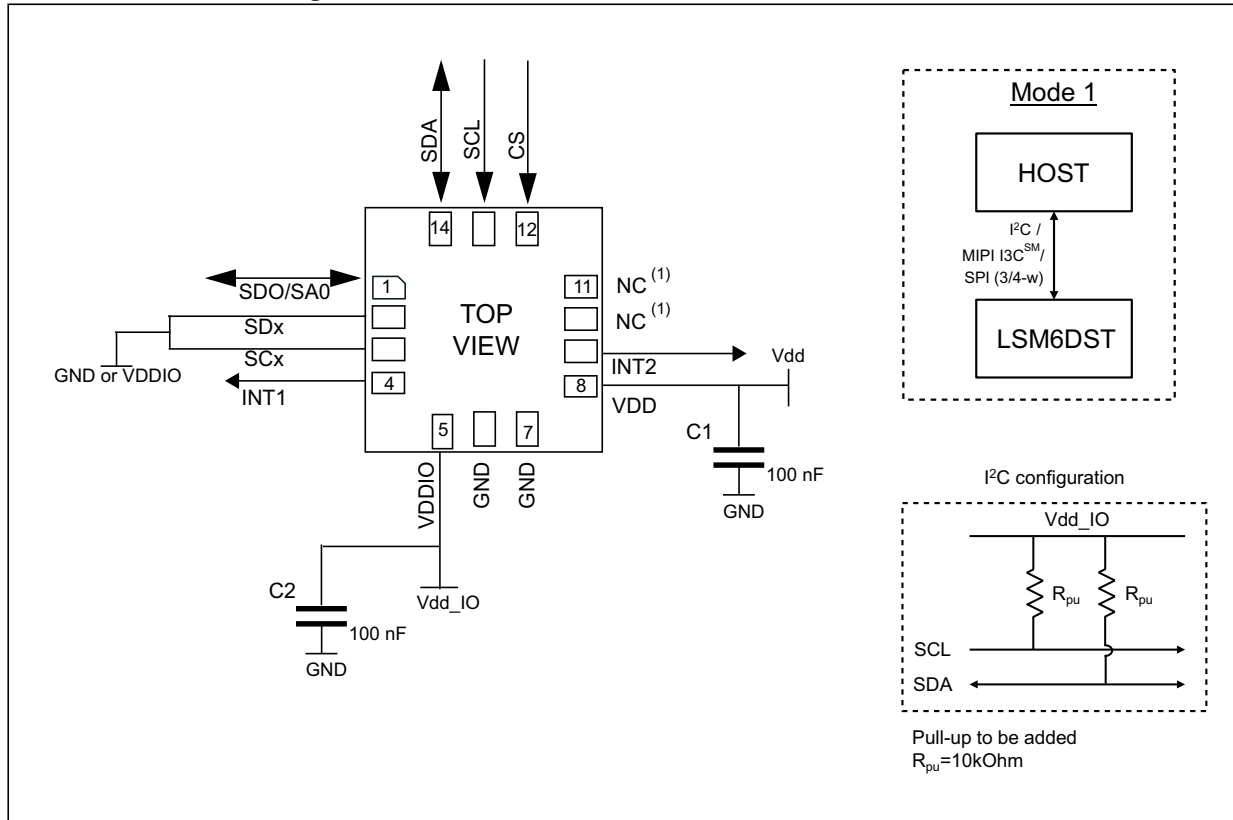 SDA
SCL
CS
14
12
1
11
NC (1)
SDO/SA0
NC (1)
TOP
VIEW
SDx
SCx
GND or VDDIO
INT2
Vdd
4
INT1
8
VDD
5
7
C1
100 nF
GND
VDDIO
GND
GND
C2
100 nF
GND
Vdd_IO
Mode 1
HOST
I²C /
MIPI I3C^SM/
SPI (3/4-w)
LSM6DST
I²C configuration
Vdd_IO
Rpu
Rpu
SCL
SDA
Pull-up to be added
Rpu=10kOhm